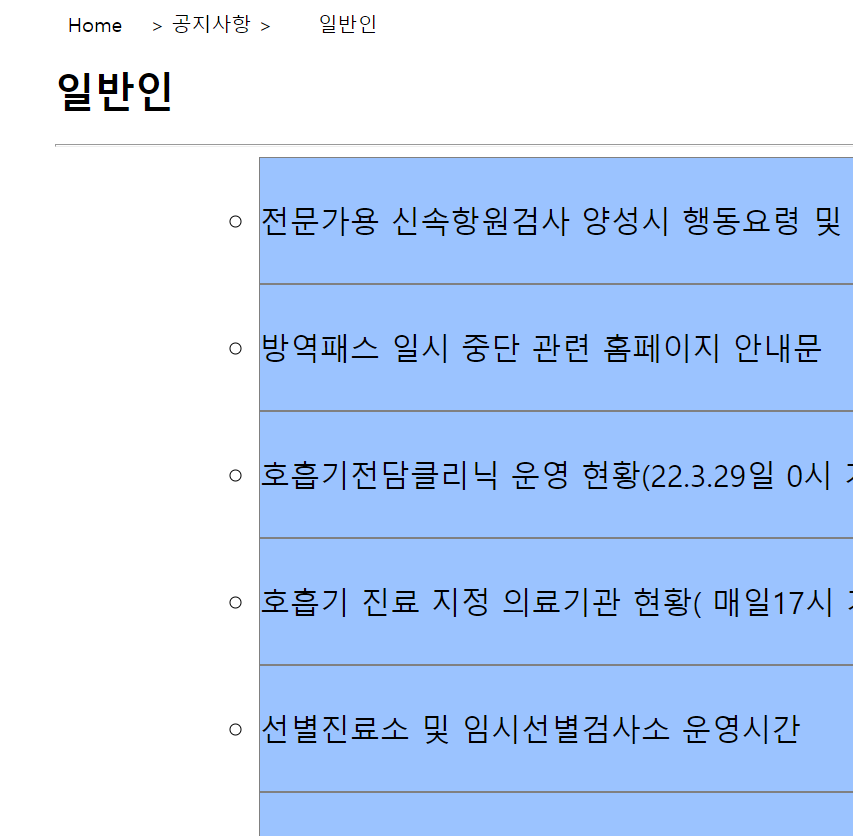 Home > 공지사항 > 일반인
일반인
전문가용 신속항원검사 양성시 행동요령 및
방역패스 일시 중단 관련 홈페이지 안내문
호흡기전담클리닉 운영 현황(22.3.29일 0시
호흡기 진료 지정 의료기관 현황( 매일17시
선별진료소 및 임시선별검사소 운영시간